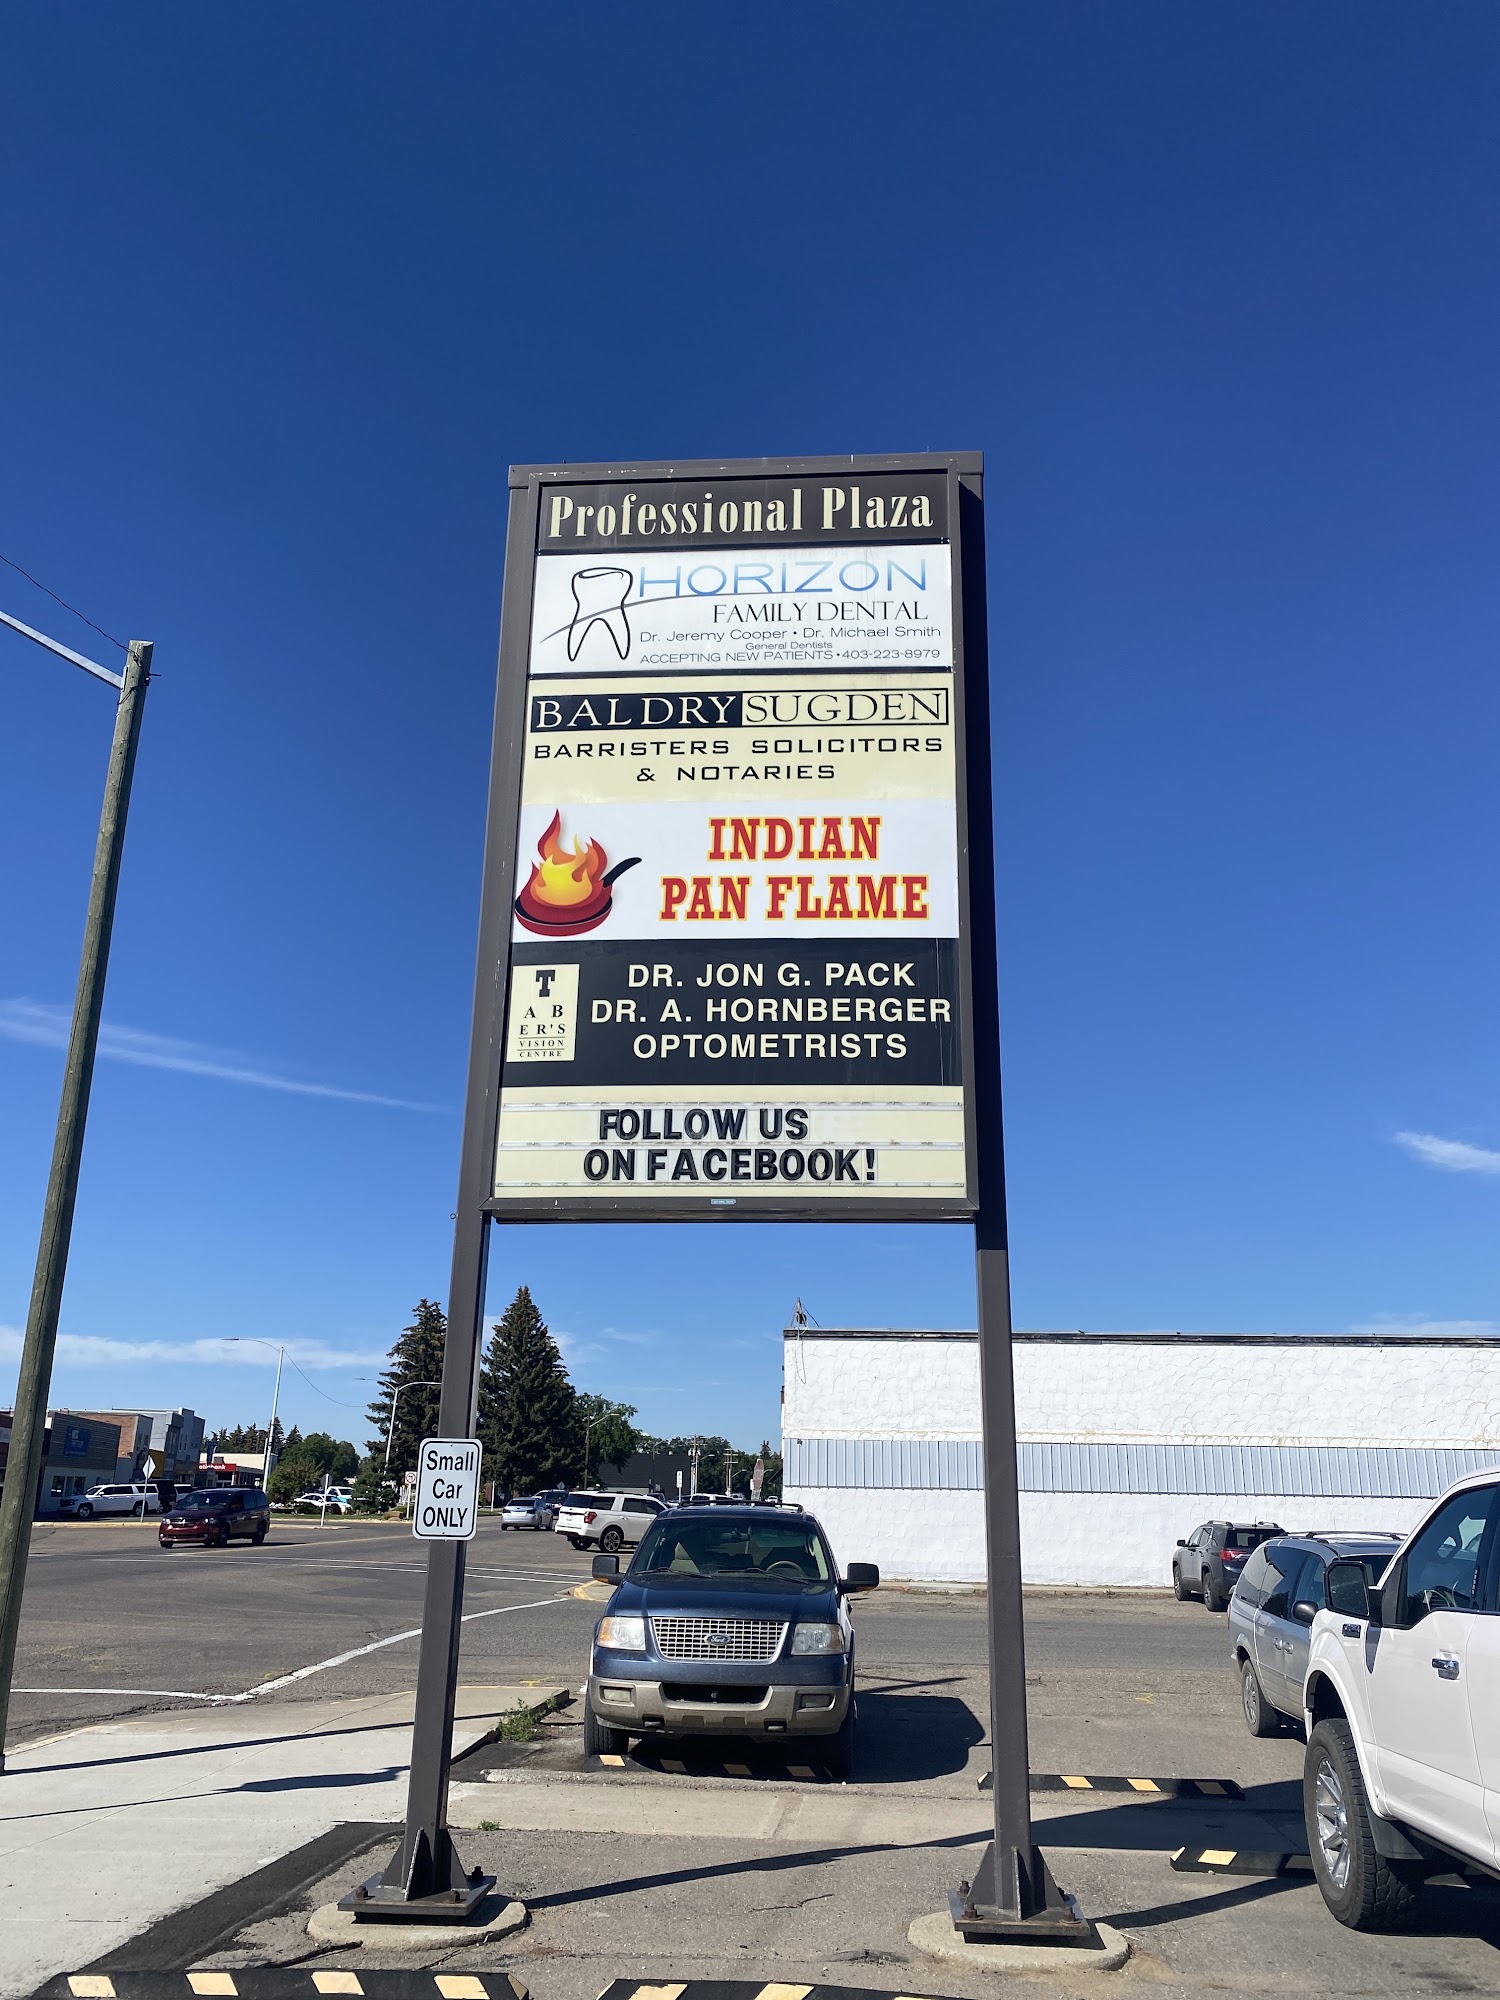 Professional Plaza
HORIZON
FAMILY DENTAL
Dr. Jeremy Cooper • Dr. Michael Smith
General Dentists
ACCEPTING NEW PATIENTS • 403-223-8979
BALDRY SUGDEN
BARRISTERS SOLICITORS
& NOTARIES
INDIAN
PAN FLAME
T
AB
ER'S
VISION
CENTRE
DR. JON G. PACK
DR. A. HORNBERGER
OPTOMETRISTS
FOLLOW US
ON FACEBOOK!
Small
Car
ONLY
Ford